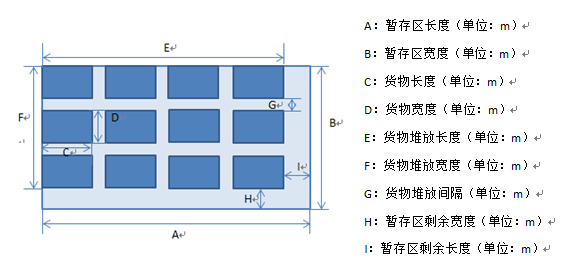 E↵
A：暂存区长度（单位：m）↵
B：暂存区宽度（单位：m）↵
C：货物长度（单位：m）↵
D：货物宽度（单位：m）↵
E：货物堆放长度（单位：m）↵
F：货物堆放宽度（单位：m）↵
G：货物堆放间隔（单位：m）↵
H：暂存区剩余宽度（单位：m）↵
I：暂存区剩余长度（单位：m）↵
G↵
F↵
D
B↵
C↵
I↵
H↵
A↵